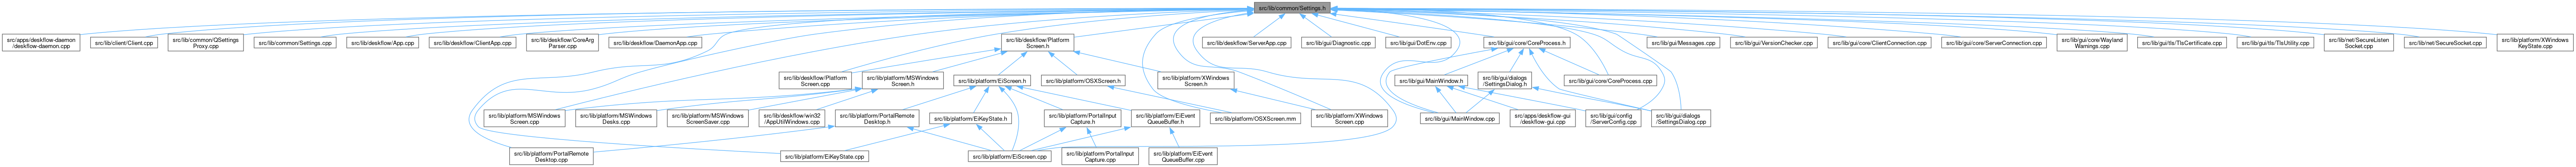 src/lib/common/Settings.h
src/apps/deskflow-daemon
/deskflow-daemon.cpp
src/lib/client/Client.cpp
src/lib/common/QSettings
Proxy.cpp
src/lib/common/Settings.cpp
src/lib/deskflow/App.cpp
src/lib/deskflow/ClientApp.cpp
src/lib/deskflow/CoreArg
Parser.cpp
src/lib/deskflow/DaemonApp.cpp
src/lib/deskflow/Platform
Screen.h
src/lib/deskflow/ServerApp.cpp
src/lib/gui/Diagnostic.cpp
src/lib/gui/DotEnv.cpp
src/lib/gui/core/CoreProcess.h
src/lib/gui/Messages.cpp
src/lib/gui/VersionChecker.cpp
src/lib/gui/core/ClientConnection.cpp
src/lib/gui/core/ServerConnection.cpp
src/lib/gui/core/Wayland
Warnings.cpp
src/lib/gui/tls/TlsCertificate.cpp
src/lib/gui/tls/TlsUtility.cpp
src/lib/net/SecureListen
Socket.cpp
src/lib/net/SecureSocket.cpp
src/lib/platform/XWindows
KeyState.cpp
src/lib/deskflow/Platform
Screen.cpp
src/lib/platform/MSWindows
Screen.h
src/lib/platform/EiScreen.h
src/lib/platform/OSXScreen.h
src/lib/platform/XWindows
Screen.h
src/lib/gui/MainWindow.h
src/lib/gui/dialogs
/SettingsDialog.h
src/lib/gui/core/CoreProcess.cpp
src/lib/platform/MSWindows
Screen.cpp
src/lib/platform/MSWindows
Desks.cpp
src/lib/platform/MSWindows
ScreenSaver.cpp
src/lib/deskflow/win32
/AppUtilWindows.cpp
src/lib/platform/PortalRemote
Desktop.h
src/lib/platform/EiKeyState.h
src/lib/platform/PortalInput
Capture.h
src/lib/platform/EiEvent
QueueBuffer.h
src/lib/platform/OSXScreen.mm
src/lib/platform/XWindows
Screen.cpp
src/lib/gui/MainWindow.cpp
src/apps/deskflow-gui
/deskflow-gui.cpp
src/lib/gui/config
/ServerConfig.cpp
src/lib/gui/dialogs
/SettingsDialog.cpp
src/lib/platform/PortalRemote
Desktop.cpp
src/lib/platform/EiKeyState.cpp
src/lib/platform/EiScreen.cpp
src/lib/platform/PortalInput
Capture.cpp
src/lib/platform/EiEvent
QueueBuffer.cpp